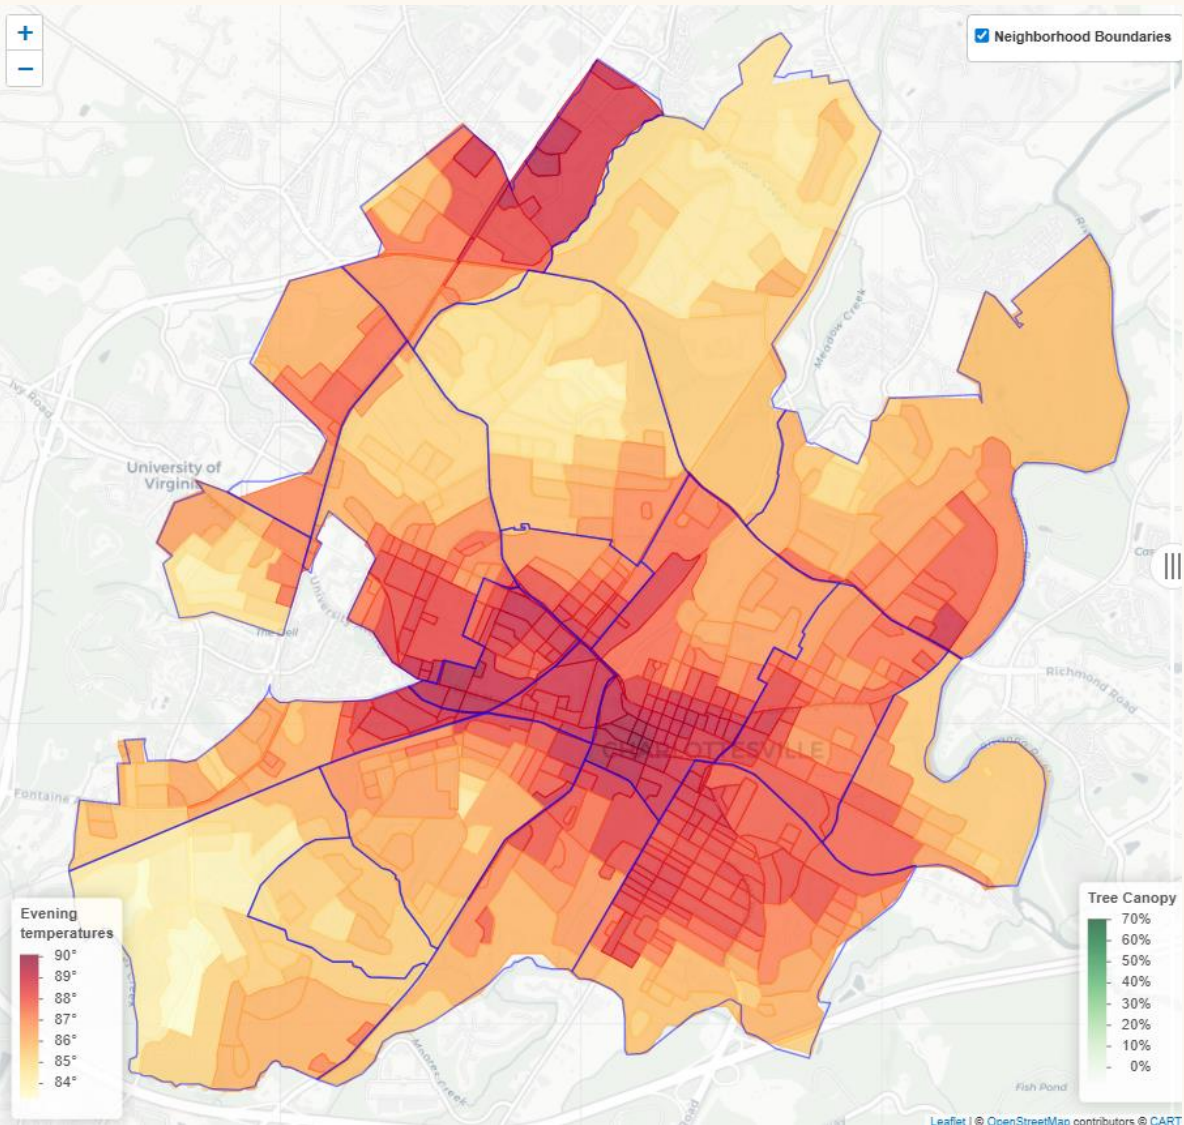 +
−
Neighborhood Boundaries
Meadow Creek
Ivy Road
University of
Virginia
The Dell
CHARLOTTESVILLE
Richmond Road
Fontaine A
Evening
temperatures
90°
89°
88°
87°
86°
85°
84°
Tree Canopy
70%
60%
50%
40%
30%
20%
10%
0%
Moores Creek
Road
Fish Pond
Leaflet | © OpenStreetMap contributors © CART